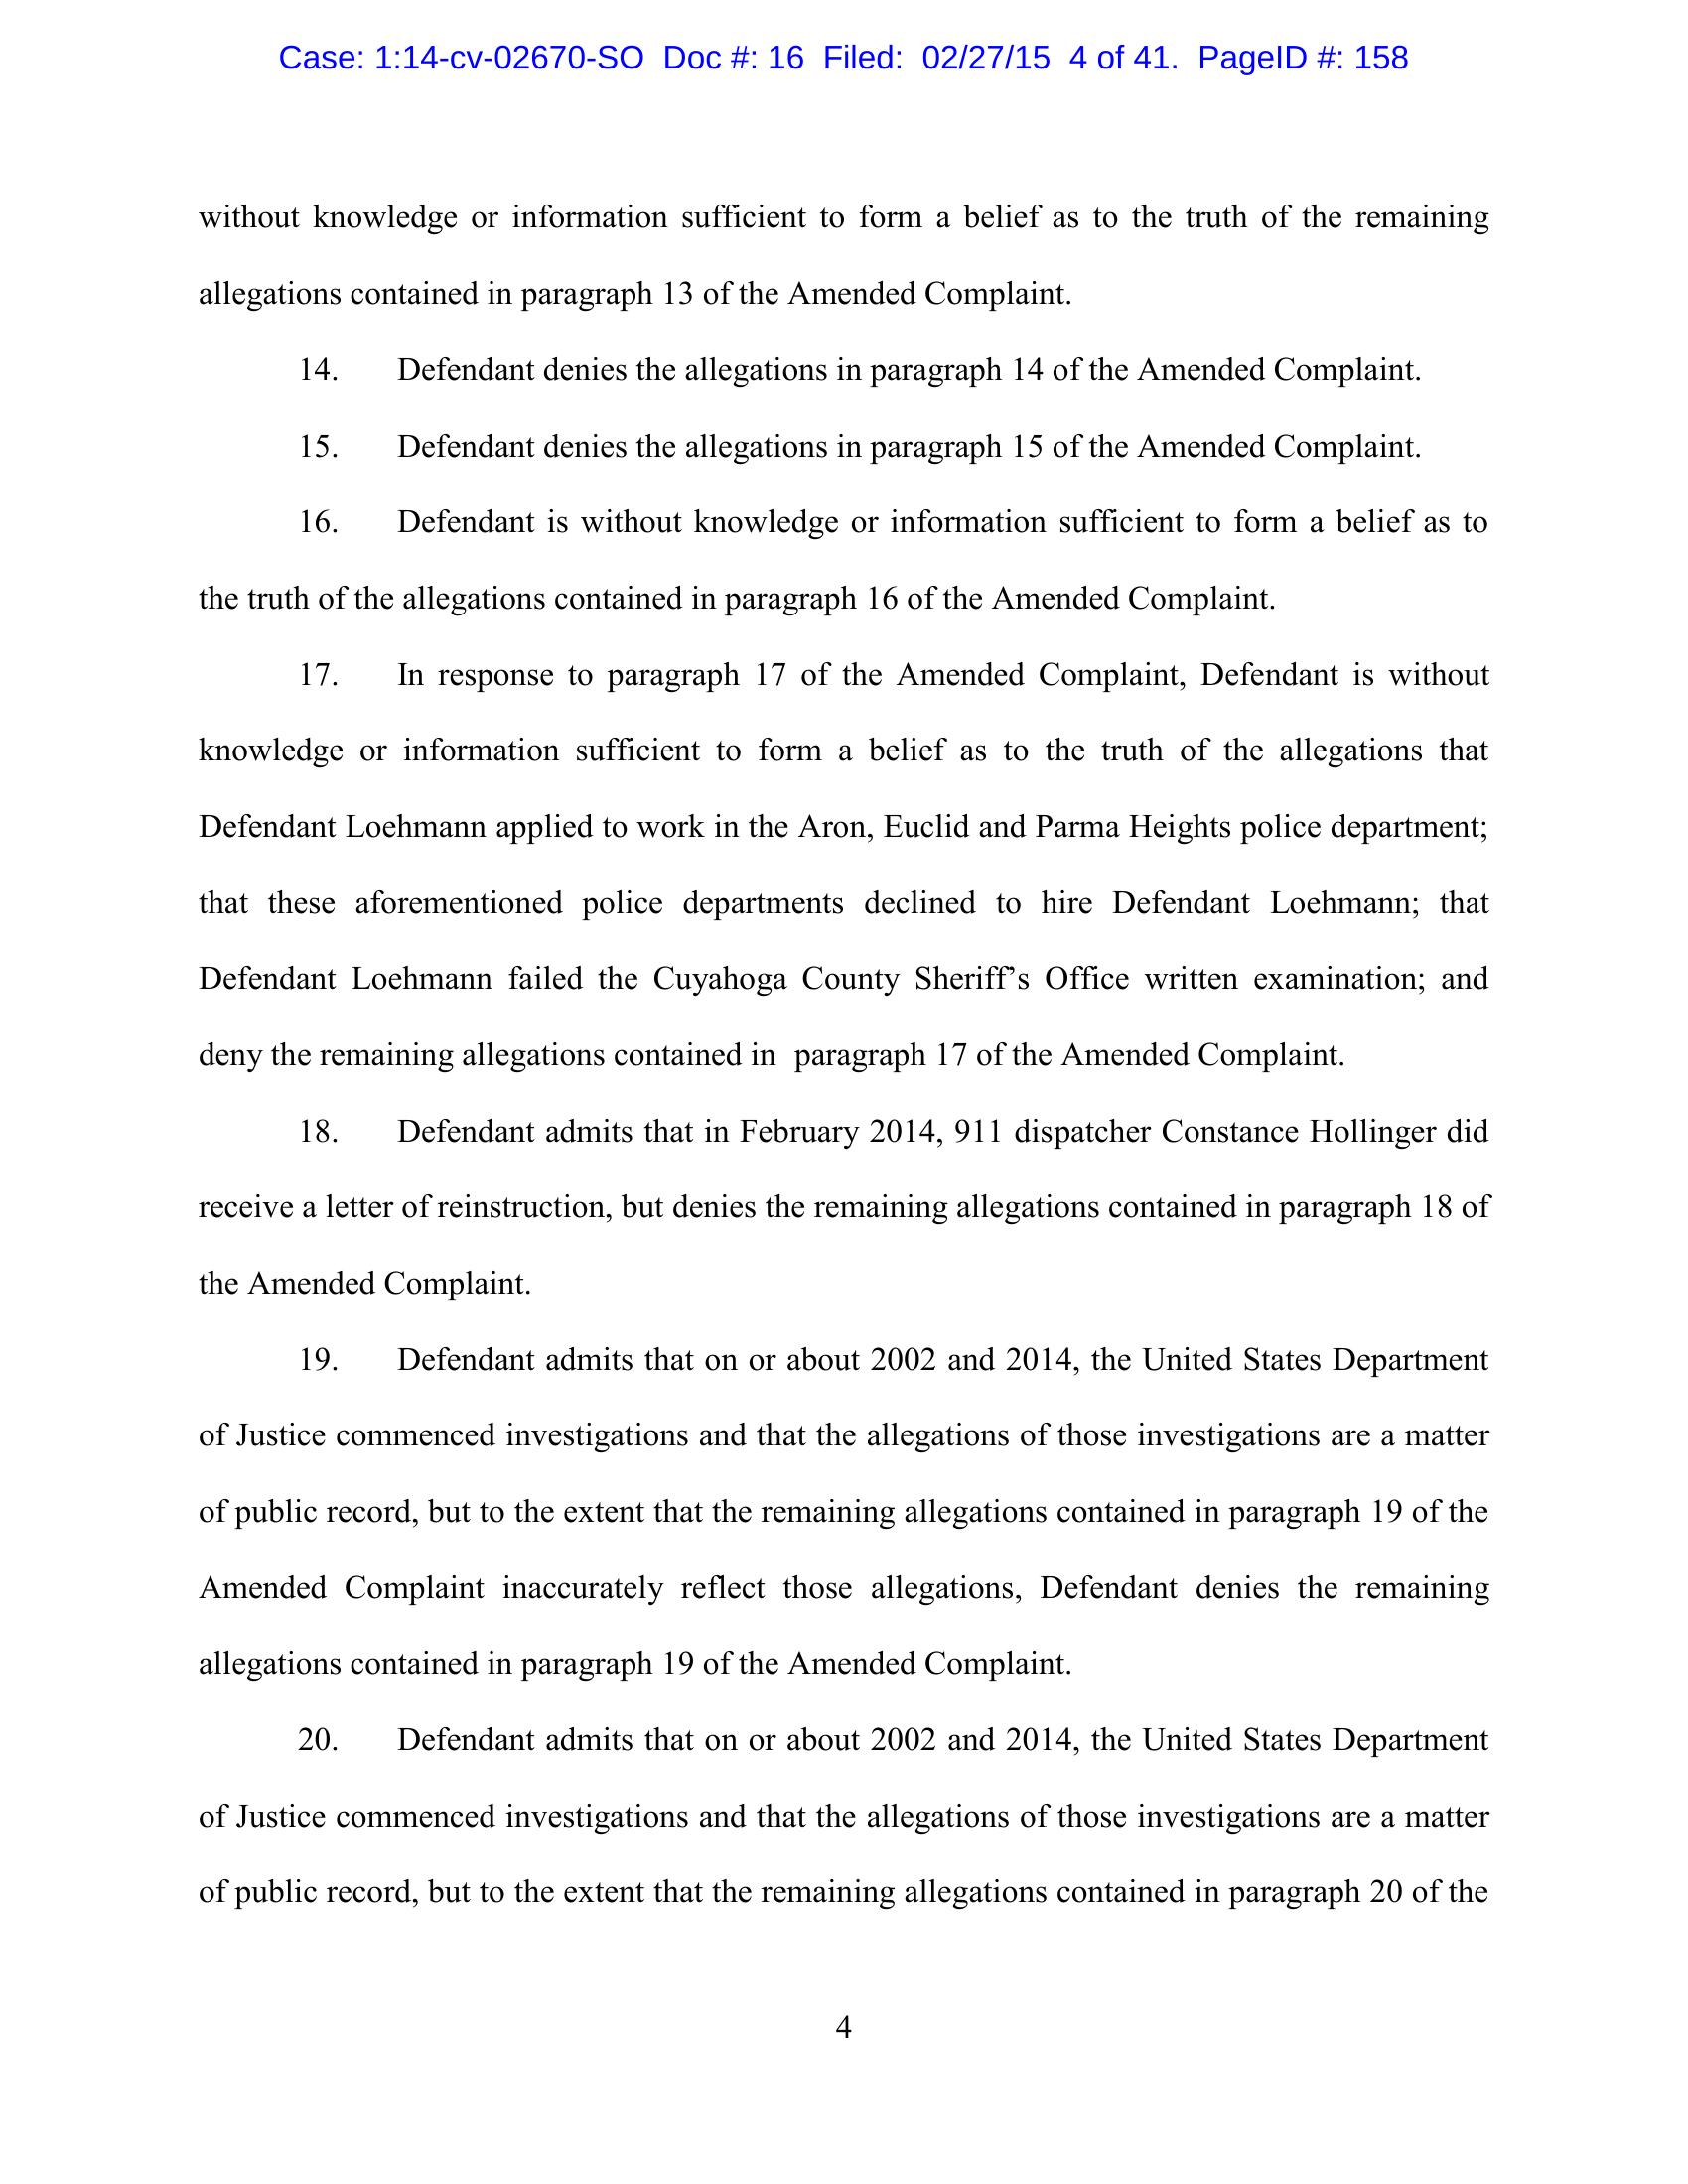 Case: 1:14-cv-02670-SO Doc #: 16 Filed: 02/27/15 4 of 41. PageID #: 158
without knowledge or information sufficient to form a belief as to the truth of the remaining
allegations contained in paragraph 13 of the Amended Complaint.
14. Defendant denies the allegations in paragraph 14 of the Amended Complaint.
15. Defendant denies the allegations in paragraph 15 of the Amended Complaint.
16. Defendant is without knowledge or information sufficient to form a belief as to
the truth of the allegations contained in paragraph 16 of the Amended Complaint.
17. In response to paragraph 17 of the Amended Complaint, Defendant is without
knowledge or information sufficient to form a belief as to the truth of the allegations that
Defendant Loehmann applied to work in the Aron, Euclid and Parma Heights police department;
that these aforementioned police departments declined to hire Defendant Loehmann; that
Defendant Loehmann failed the Cuyahoga County Sheriff’s Office written examination; and
deny the remaining allegations contained in  paragraph 17 of the Amended Complaint.
18. Defendant admits that in February 2014, 911 dispatcher Constance Hollinger did
receive a letter of reinstruction, but denies the remaining allegations contained in paragraph 18 of
the Amended Complaint.
19. Defendant admits that on or about 2002 and 2014, the United States Department
of Justice commenced investigations and that the allegations of those investigations are a matter
of public record, but to the extent that the remaining allegations contained in paragraph 19 of the
Amended Complaint inaccurately reflect those allegations, Defendant denies the remaining
allegations contained in paragraph 19 of the Amended Complaint.
20. Defendant admits that on or about 2002 and 2014, the United States Department
of Justice commenced investigations and that the allegations of those investigations are a matter
of public record, but to the extent that the remaining allegations contained in paragraph 20 of the
4